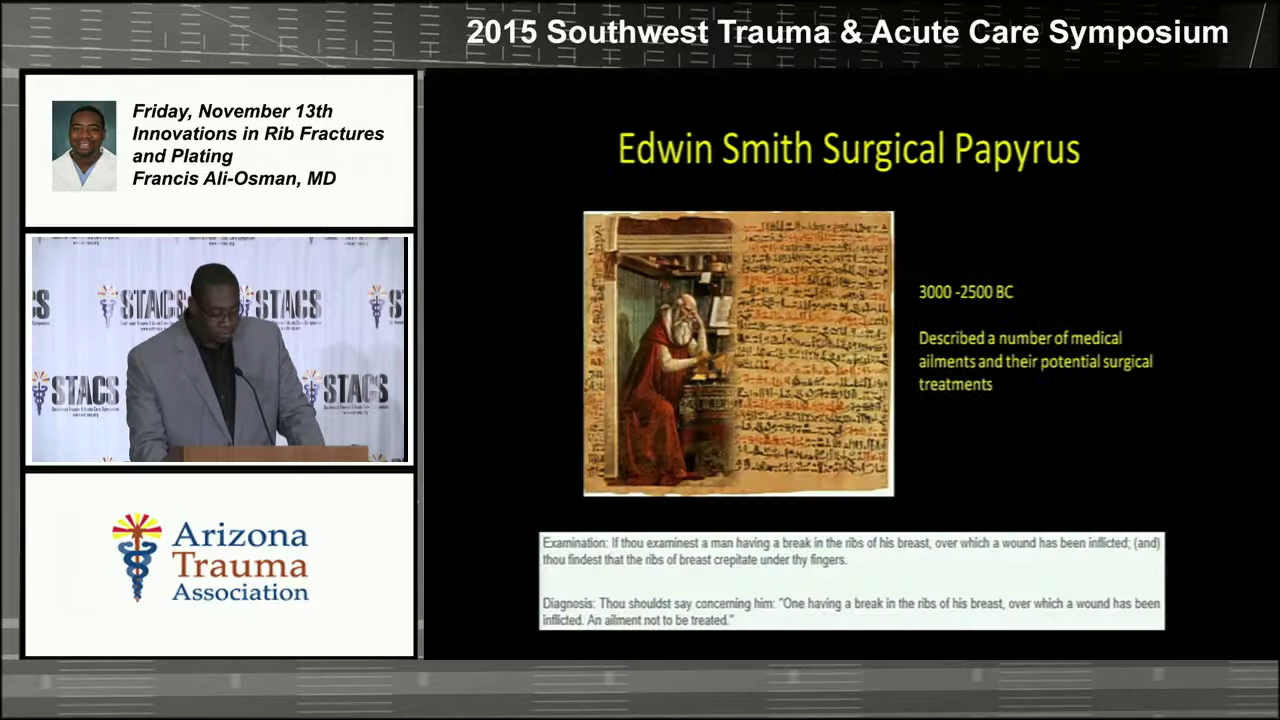 2015 Southwest Trauma & Acute Care Symposium
Friday, November 13th
Innovations in Rib Fractures
and Plating
Francis Ali-Osman, MD
STACS
STACS
STACS
STACS
Arizona
Trauma
Association
Edwin Smith Surgical Papyrus
3000 -2500 BC
Described a number of medical
ailments and their potential surgical
treatments
Examination: If thou examinest a man having a break in the ribs of his breast, over which a wound has been inflicted; (and)
thou findest that the ribs of breast crepitate under thy fingers.
Diagnosis: Thou shouldst say concerning him: "One having a break in the ribs of his breast, over which a wound has been
inflicted. An ailment not to be treated."